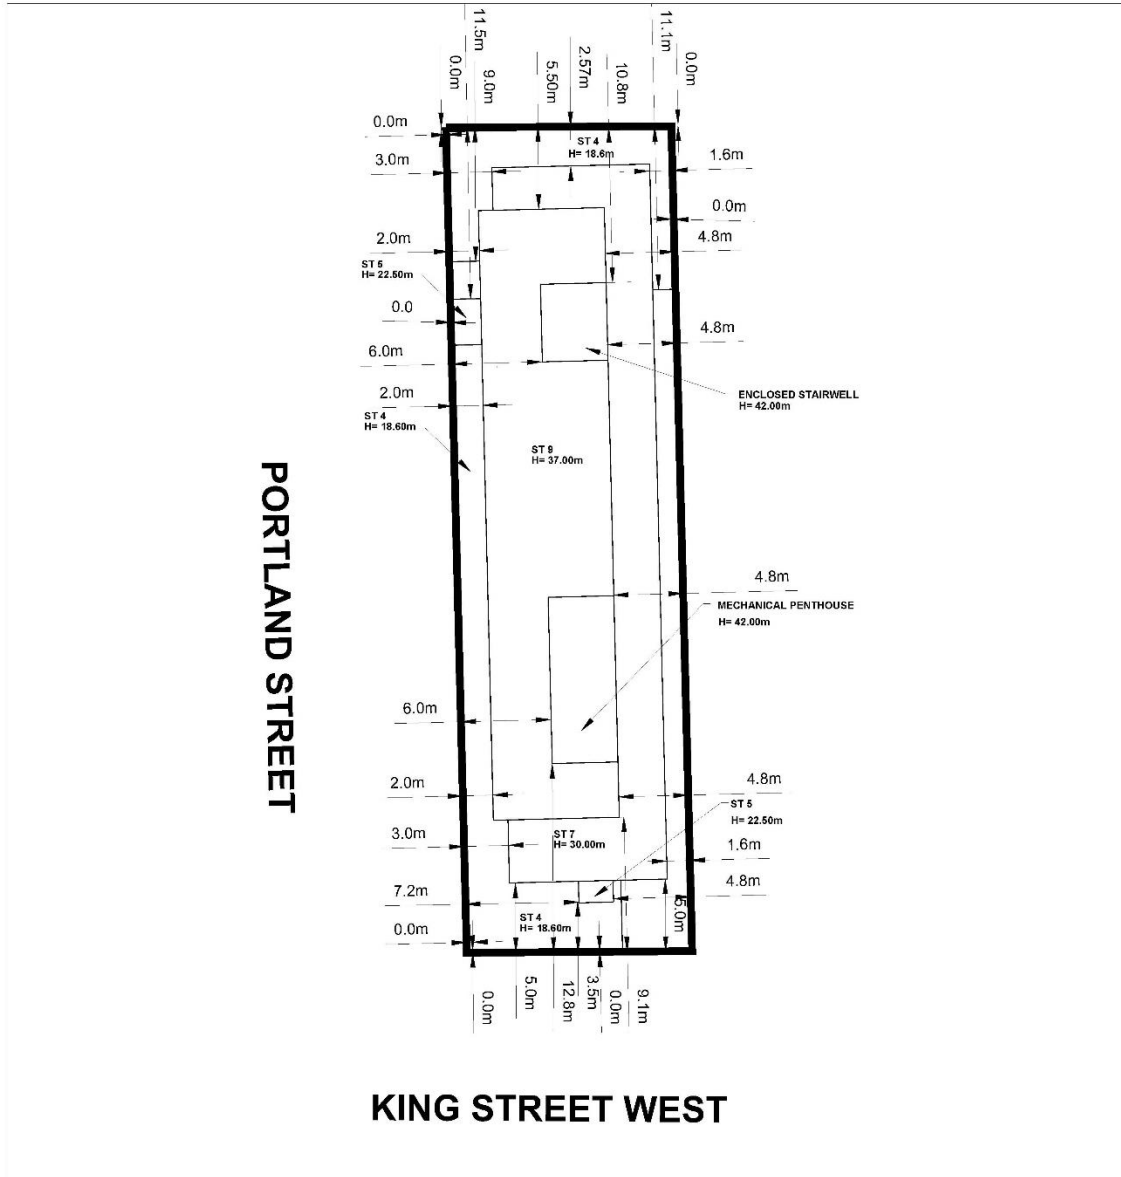 11.5m
11.1m
2.57m
0.0m
9.0m
5.50m
10.8m
0.0m
0.0m
ST 4
H= 18.6m
3.0m
1.6m
0.0m
2.0m
4.8m
ST 5
H= 22.50m
0.0
4.8m
6.0m
2.0m
ENCLOSED STAIRWELL
H= 42.00m
ST 4
H= 18.60m
ST 9
H= 37.00m
PORTLAND STREET
4.8m
MECHANICAL PENTHOUSE
H= 42.00m
6.0m
2.0m
4.8m
ST 5
H= 22.50m
3.0m
ST 7
H= 30.00m
1.6m
7.2m
4.8m
5.0m
ST 4
H= 18.60m
0.0m
0.0m
5.0m
12.8m
3.5m
0.0m
9.1m
KING STREET WEST